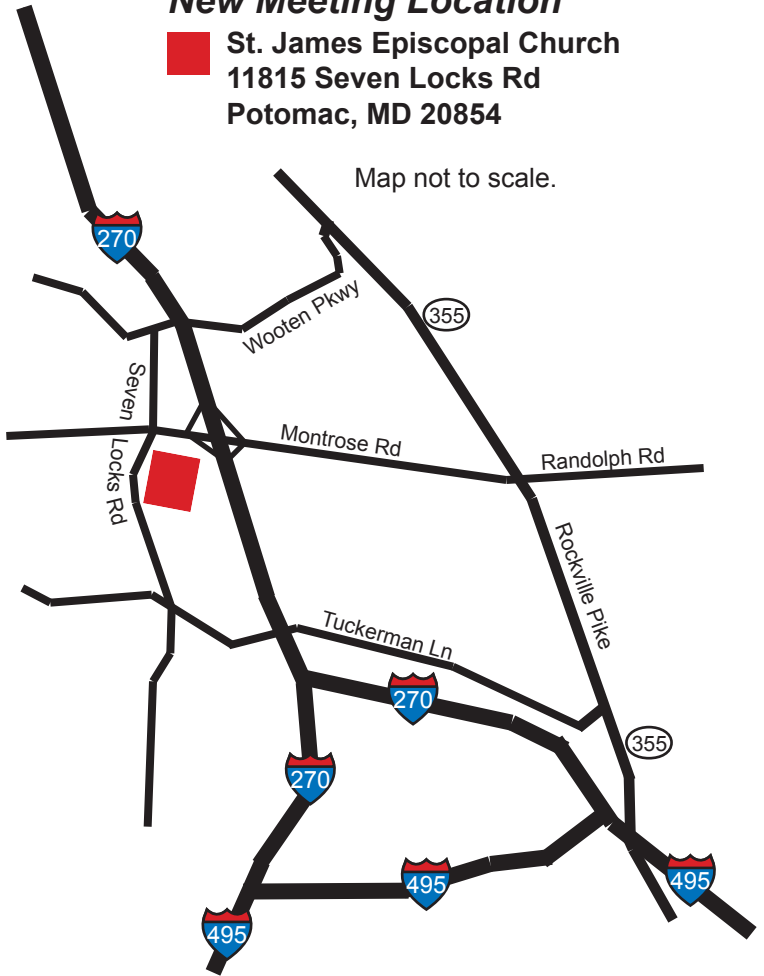 New Meeting Location
St. James Episcopal Church
11815 Seven Locks Rd
Potomac, MD 20854
Map not to scale.
270
Wooten Pkwy
355
Seven
Locks Rd
Montrose Rd
Randolph Rd
Rockville Pike
Tuckerman Ln
270
355
270
495
495
495